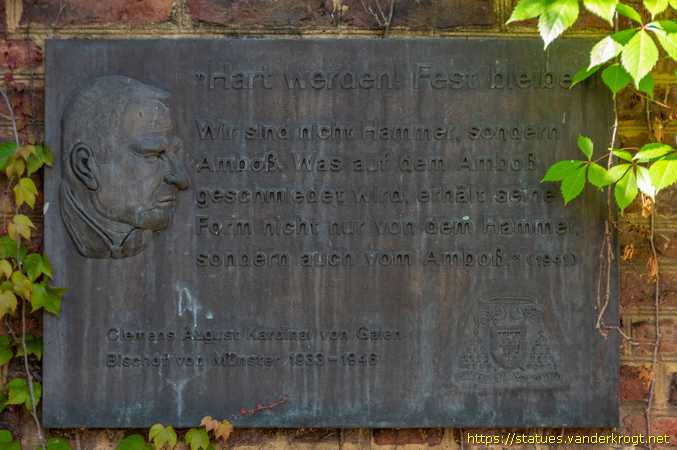 "Hart werden! Fest bleibe
Wir sind nicht Hammer, sondern
Amboß. Was auf dem Amboß
geschmiedet wird, erhält seine
Form nicht nur von dem Hammer,
sondern auch vom Amboß." (1941)
Clemens August Kardinal von Galen
Bischof von Münster 1933-1946
https://statues.vanderkrogt.net